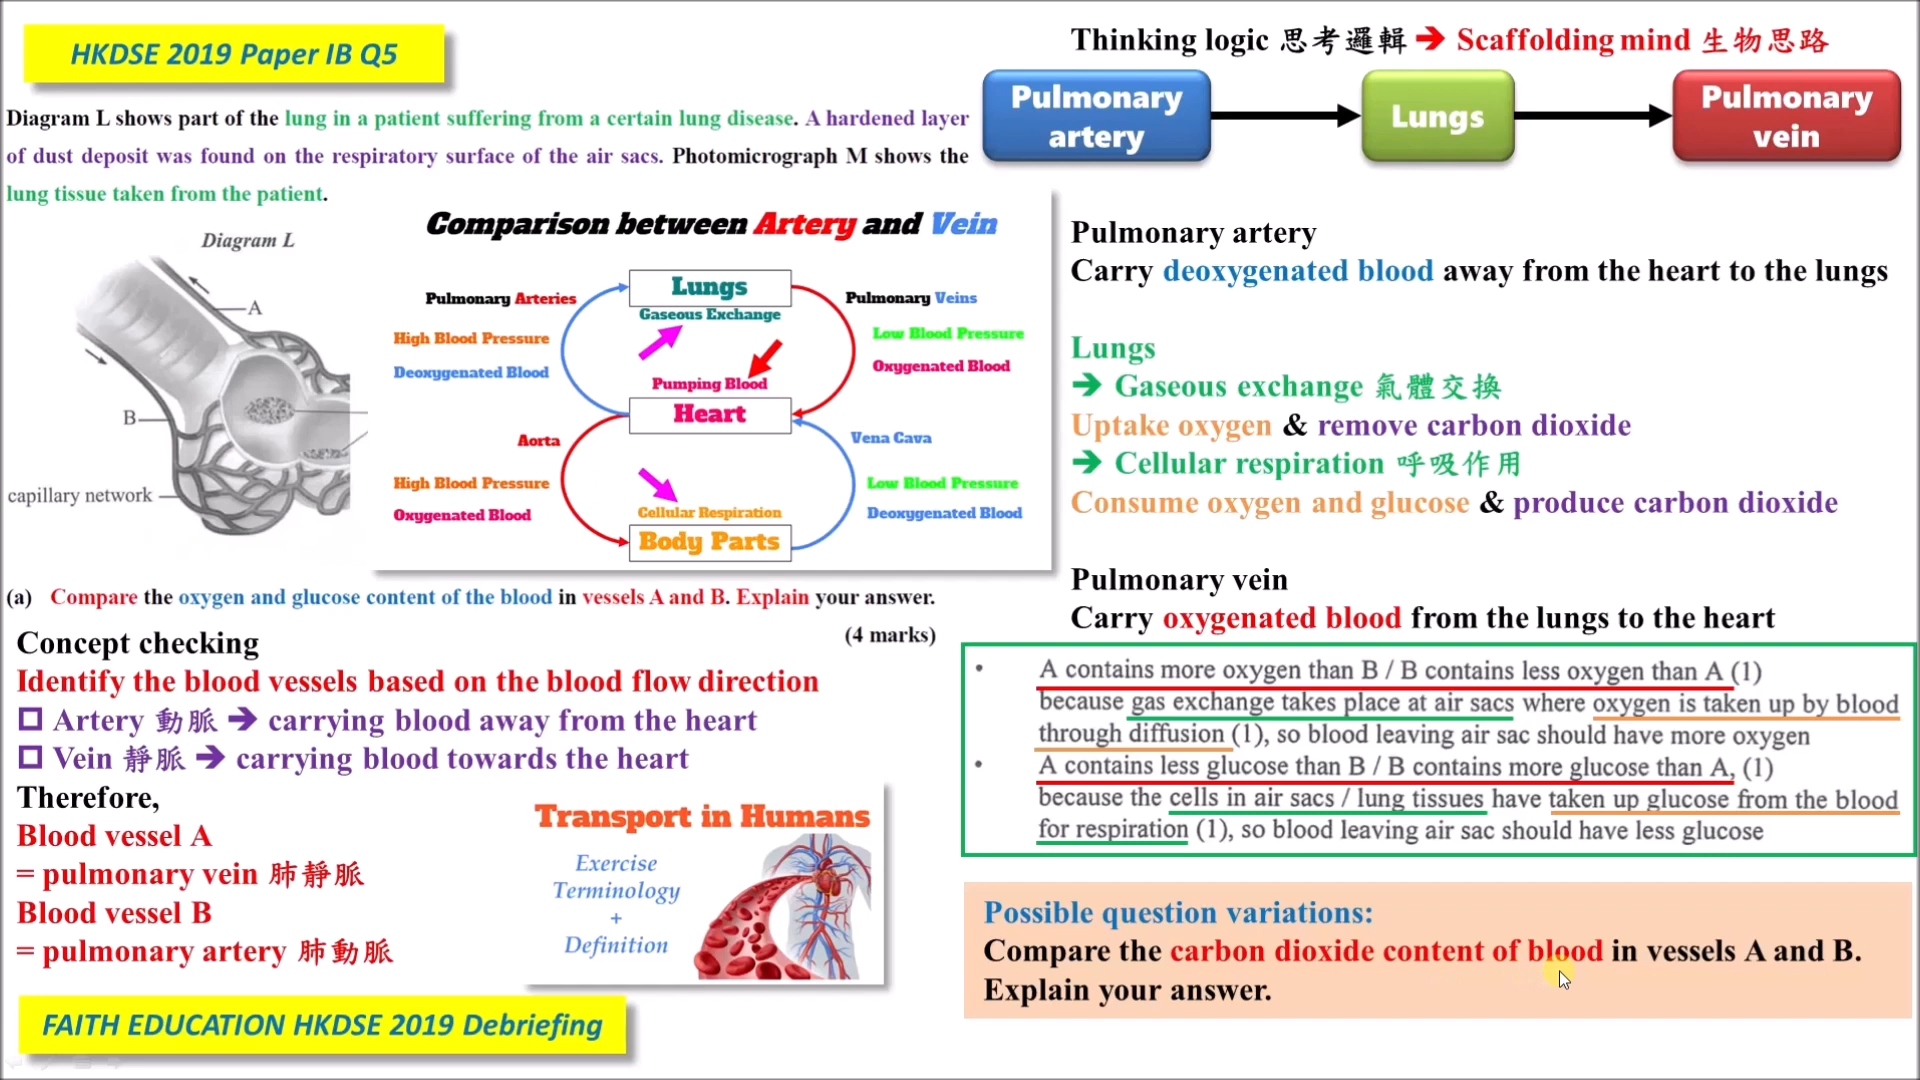 HKDSE 2019 Paper IB Q5
Diagram L shows part of the lung in a patient suffering from a certain lung disease. A hardened layer
of dust deposit was found on the respiratory surface of the air sacs. Photomicrograph M shows the
lung tissue taken from the patient.
Diagram L
A
B
capillary network
Comparison between Artery and Vein
Lungs
Gaseous Exchange
Pulmonary Arteries
Pulmonary Veins
High Blood Pressure
Low Blood Pressure
Deoxygenated Blood
Oxygenated Blood
Pumping Blood
Heart
Aorta
Vena Cava
High Blood Pressure
Low Blood Pressure
Oxygenated Blood
Deoxygenated Blood
Cellular Respiration
Body Parts
(a) Compare the oxygen and glucose content of the blood in vessels A and B. Explain your answer.
(4 marks)
Concept checking
Identify the blood vessels based on the blood flow direction
Artery 動脈 ➔ carrying blood away from the heart
Vein 靜脈 ➔ carrying blood towards the heart
Therefore,
Blood vessel A
= pulmonary vein 肺靜脈
Blood vessel B
= pulmonary artery 肺動脈
Transport in Humans
Exercise
Terminology
+
Definition
FAITH EDUCATION HKDSE 2019 Debriefing
Thinking logic 思考邏輯 ➔ Scaffolding mind 生物思路
Pulmonary
artery
Lungs
Pulmonary
vein
Pulmonary artery
Carry deoxygenated blood away from the heart to the lungs
Lungs
➔ Gaseous exchange 氣體交換
Uptake oxygen & remove carbon dioxide
➔ Cellular respiration 呼吸作用
Consume oxygen and glucose & produce carbon dioxide
Pulmonary vein
Carry oxygenated blood from the lungs to the heart
• A contains more oxygen than B / B contains less oxygen than A (1)
because gas exchange takes place at air sacs where oxygen is taken up by blood
through diffusion (1), so blood leaving air sac should have more oxygen
• A contains less glucose than B / B contains more glucose than A, (1)
because the cells in air sacs / lung tissues have taken up glucose from the blood
for respiration (1), so blood leaving air sac should have less glucose
Possible question variations:
Compare the carbon dioxide content of blood in vessels A and B.
Explain your answer.